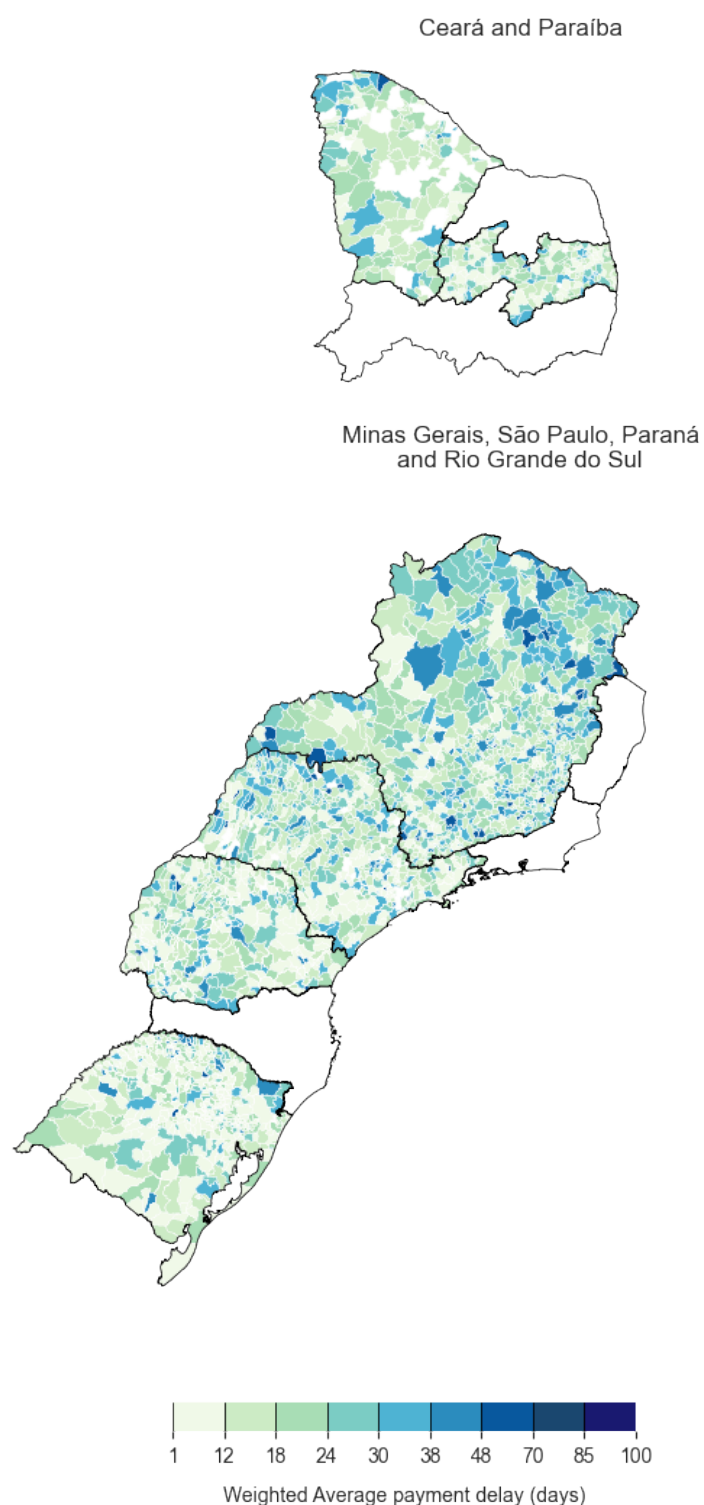 Ceará and Paraíba
Minas Gerais, São Paulo, Paraná
and Rio Grande do Sul
1 12 18 24 30 38 48 70 85 100
Weighted Average payment delay (days)